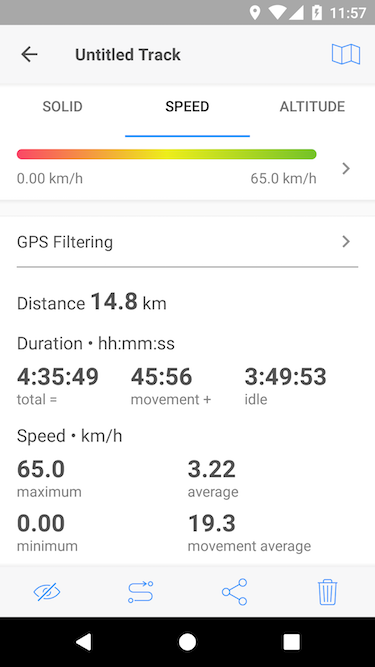 11:57
Untitled Track
SOLID SPEED ALTITUDE
0.00 km/h 65.0 km/h
GPS Filtering
Distance 14.8 km
Duration • hh:mm:ss
4:35:49 45:56 3:49:53
total = movement + idle
Speed • km/h
65.0 3.22
maximum average
0.00 19.3
minimum movement average